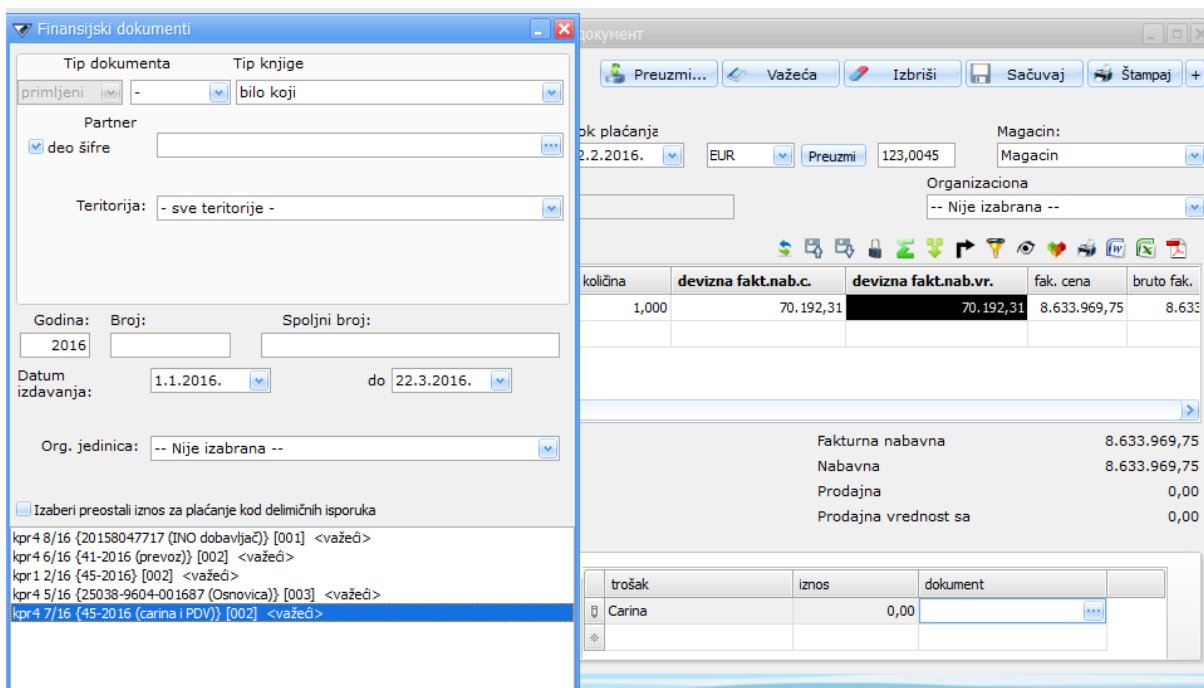 Finansijski dokumenti
Tip dokumenta Tip knjige
primljeni - bilo koji
Partner
deo šifre
Teritorija: - sve teritorije -
Godina: Broj: Spoljni broj:
2016
Datum izdavanja: 1.1.2016. do 22.3.2016.
Org. jedinica: -- Nije izabrana --
Izaberi preostali iznos za plaćanje kod delimičnih isporuka
kpr4 8/16 {20158047717 (INO dobavljač)} [001] <važeći>
kpr4 6/16 {41-2016 (prevoz)} [002] <važeći>
kpr1 2/16 {45-2016} [002] <važeći>
kpr4 5/16 {25038-9604-001687 (Osnovica)} [003] <važeći>
kpr4 7/16 {45-2016 (carina i PDV)} [002] <važeći>
документ
Preuzmi... Važeća Izbriši Sačuvaj Štampaj +
ok plaćanja Magacin:
2.2.2016. EUR Preuzmi 123,0045 Magacin
Organizaciona
-- Nije izabrana --
količina devizna fakt.nab.c. devizna fakt.nab.vr. fak. cena bruto fak.
1,000 70.192,31 70.192,31 8.633.969,75 8.633
Fakturna nabavna 8.633.969,75
Nabavna 8.633.969,75
Prodajna 0,00
Prodajna vrednost sa 0,00
trošak iznos dokument
Carina 0,00